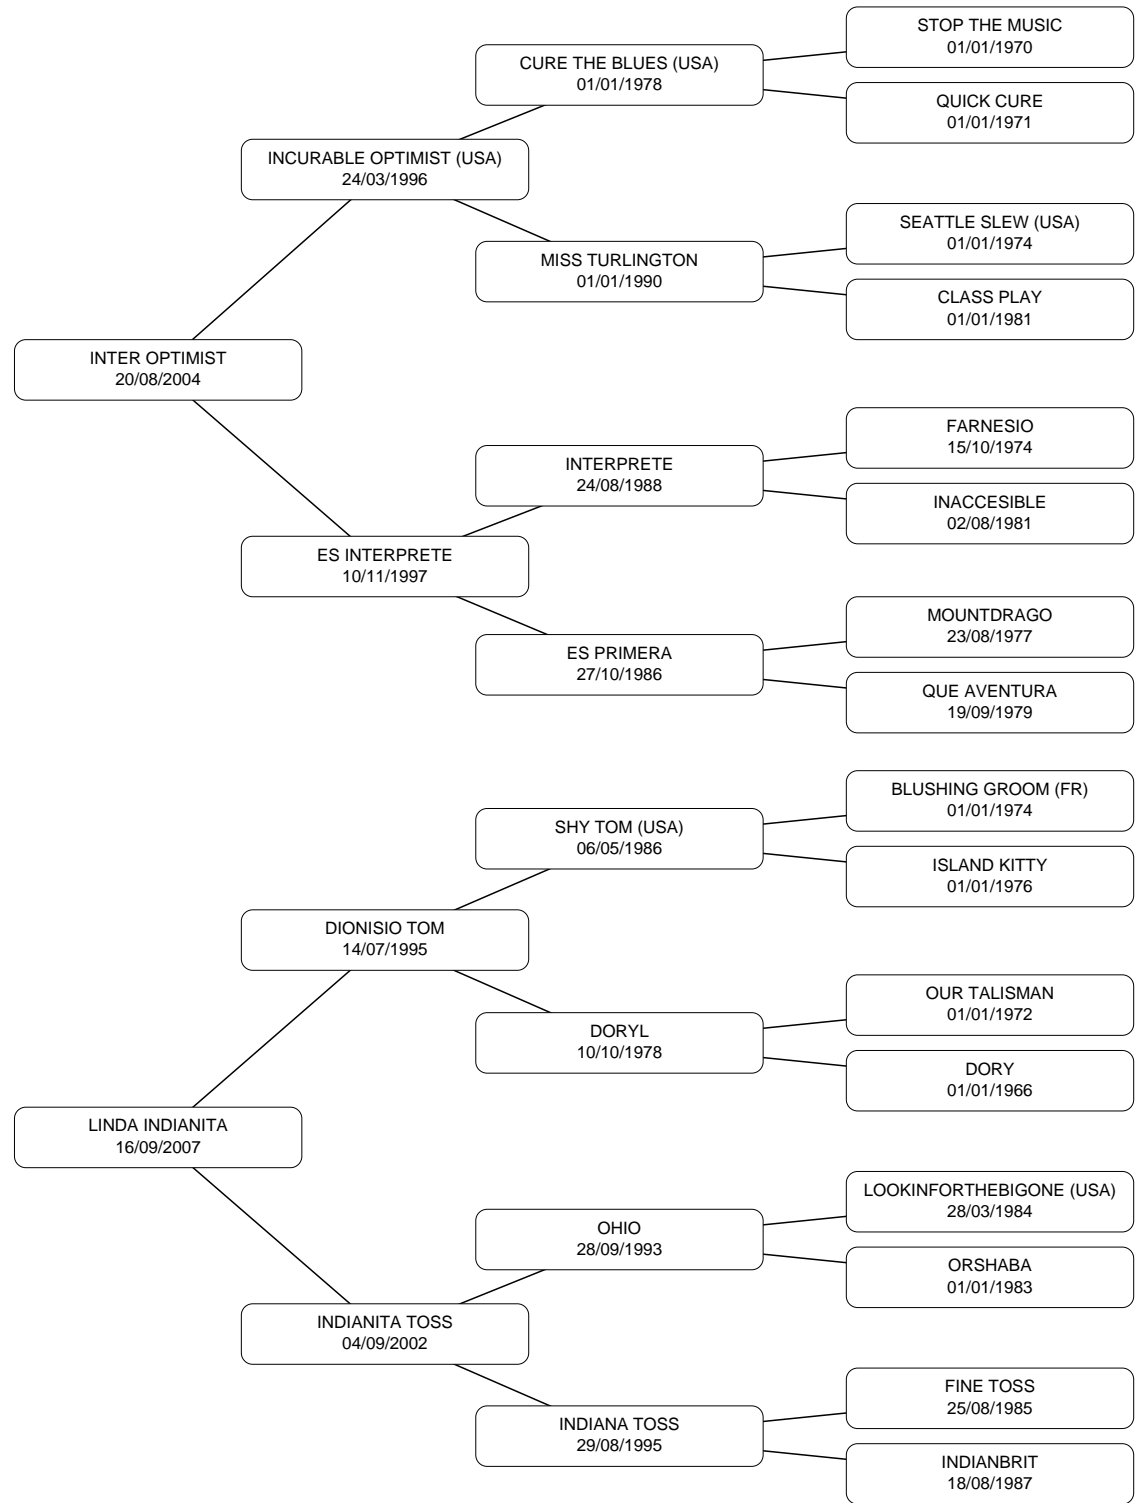 STOP THE MUSIC
01/01/1970
CURE THE BLUES (USA)
01/01/1978
QUICK CURE
01/01/1971
INCURABLE OPTIMIST (USA)
24/03/1996
SEATTLE SLEW (USA)
01/01/1974
MISS TURLINGTON
01/01/1990
CLASS PLAY
01/01/1981
INTER OPTIMIST
20/08/2004
FARNESIO
15/10/1974
INTERPRETE
24/08/1988
INACCESIBLE
02/08/1981
ES INTERPRETE
10/11/1997
MOUNTDRAGO
23/08/1977
ES PRIMERA
27/10/1986
QUE AVENTURA
19/09/1979
BLUSHING GROOM (FR)
01/01/1974
SHY TOM (USA)
06/05/1986
ISLAND KITTY
01/01/1976
DIONISIO TOM
14/07/1995
OUR TALISMAN
01/01/1972
DORYL
10/10/1978
DORY
01/01/1966
LINDA INDIANITA
16/09/2007
LOOKINFORTHEBIGONE (USA)
28/03/1984
OHIO
28/09/1993
ORSHABA
01/01/1983
INDIANITA TOSS
04/09/2002
FINE TOSS
25/08/1985
INDIANA TOSS
29/08/1995
INDIANBRIT
18/08/1987